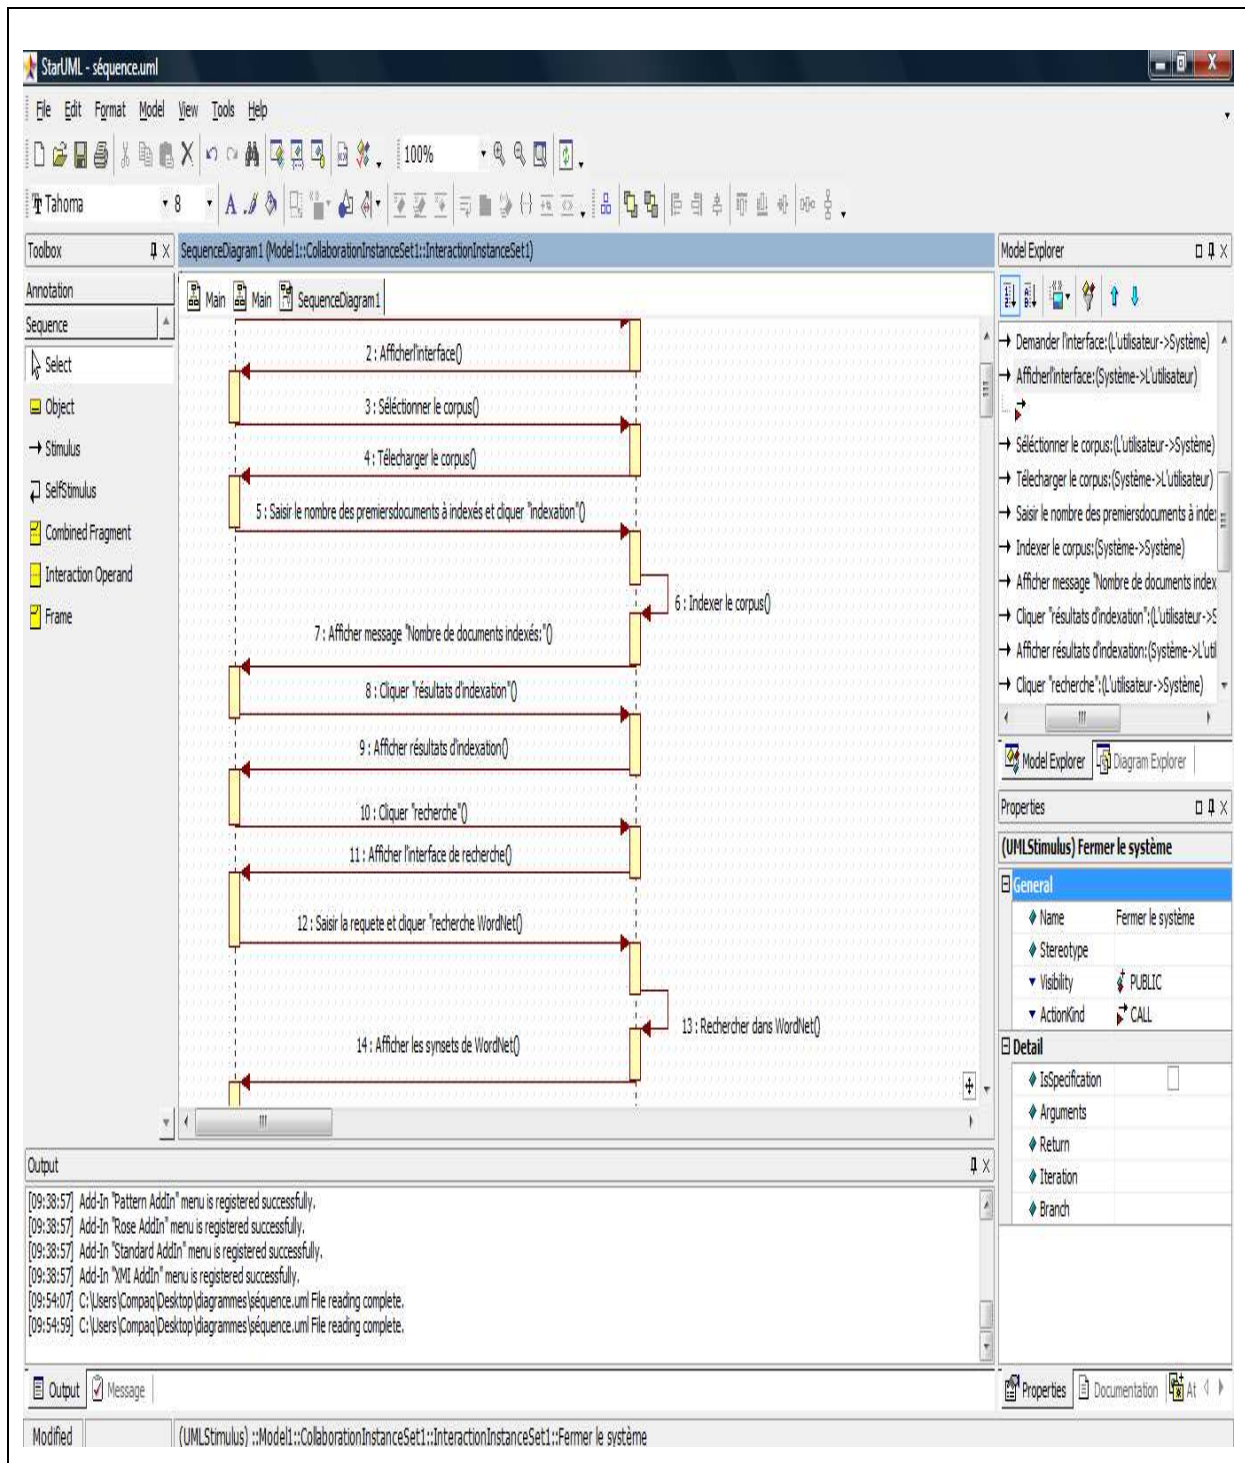 StarUML - séquence.uml
File Edit Format Model View Tools Help
100%
Tahoma 8
Toolbox
Annotation
Sequence
Select
Object
Stimulus
SelfStimulus
Combined Fragment
Interaction Operand
Frame
SequenceDiagram1 (Model1::CollaborationInstanceSet1::InteractionInstanceSet1)
Main Main SequenceDiagram1
2 : Afficherl'interface()
3 : Séléctionner le corpus()
4 : Télecharger le corpus()
5 : Saisir le nombre des premiersdocuments à indexés et cliquer "indexation"()
6 : Indexer le corpus()
7 : Afficher message "Nombre de documents indexés:"()
8 : Cliquer "résultats d'indexation"()
9 : Afficher résultats d'indexation()
10 : Cliquer "recherche"()
11 : Afficher l'interface de recherche()
12 : Saisir la requete et cliquer "recherche WordNet()
13 : Rechercher dans WordNet()
14 : Afficher les synsets de WordNet()
Model Explorer
Demander l'interface:(L'utilisateur->Système)
Afficherl'interface:(Système->L'utilisateur)
Séléctionner le corpus:(L'utilisateur->Système)
Télecharger le corpus:(Système->L'utilisateur)
Saisir le nombre des premiersdocuments à index
Indexer le corpus:(Système->Système)
Afficher message "Nombre de documents index
Cliquer "résultats d'indexation":(L'utilisateur->S
Afficher résultats d'indexation:(Système->L'util
Cliquer "recherche":(L'utilisateur->Système)
Model Explorer Diagram Explorer
Properties
(UMLStimulus) Fermer le système
General
Name Fermer le système
Stereotype
Visibility PUBLIC
ActionKind CALL
Detail
IsSpecification
Arguments
Return
Iteration
Branch
Properties Documentation At
Output
[09:38:57] Add-In "Pattern AddIn" menu is registered successfully.
[09:38:57] Add-In "Rose AddIn" menu is registered successfully.
[09:38:57] Add-In "Standard AddIn" menu is registered successfully.
[09:38:57] Add-In "XMI AddIn" menu is registered successfully.
[09:54:07] C:\Users\Compaq\Desktop\diagrammes\séquence.uml File reading complete.
[09:54:59] C:\Users\Compaq\Desktop\diagrammes\séquence.uml File reading complete.
Output Message
Modified (UMLStimulus) ::Model1::CollaborationInstanceSet1::InteractionInstanceSet1::Fermer le système